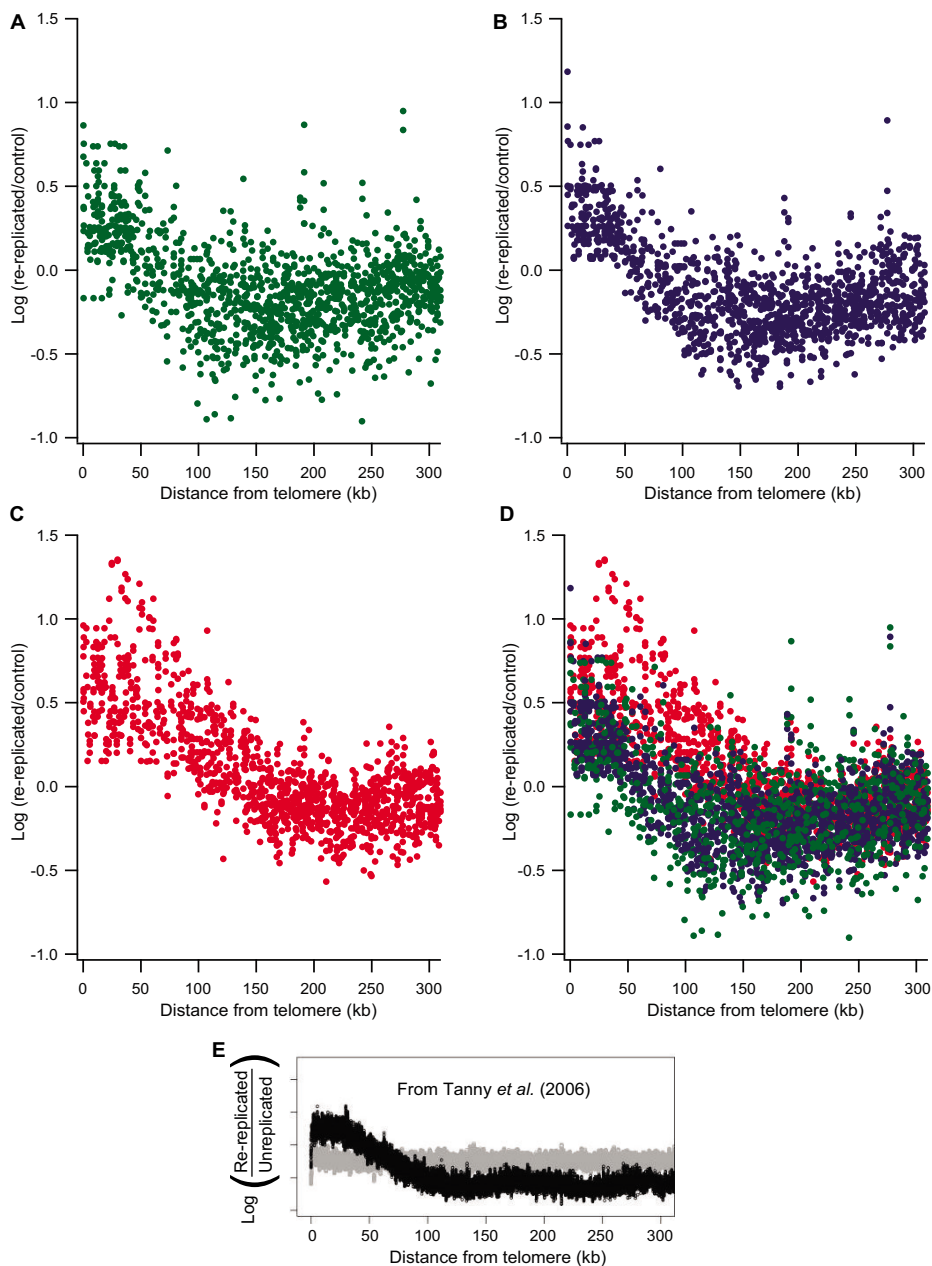 A
1.5
1.0
0.5
0.0
-0.5
-1.0
Log (re-replicated/control)
0 50 100 150 200 250 300
Distance from telomere (kb)
B
1.5
1.0
0.5
0.0
-0.5
-1.0
Log (re-replicated/control)
0 50 100 150 200 250 300
Distance from telomere (kb)
C
1.5
1.0
0.5
0.0
-0.5
-1.0
Log (re-replicated/control)
0 50 100 150 200 250 300
Distance from telomere (kb)
D
1.5
1.0
0.5
0.0
-0.5
-1.0
Log (re-replicated/control)
0 50 100 150 200 250 300
Distance from telomere (kb)
E
From Tanny et al. (2006)
Log (Re-replicated
Unreplicated)
0 50 100 150 200 250 300
Distance from telomere (kb)